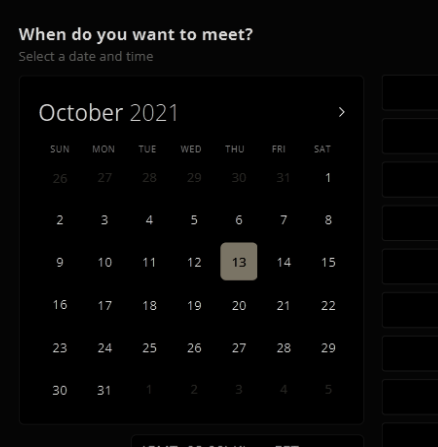 When do you want to meet?
Select a date and time
October 2021 >
SUN MON TUE WED THU FRI SAT
26 27 28 29 30 31 1
2 3 4 5 6 7 8
9 10 11 12 13 14 15
16 17 18 19 20 21 22
23 24 25 26 27 28 29
30 31 1 2 3 4 5